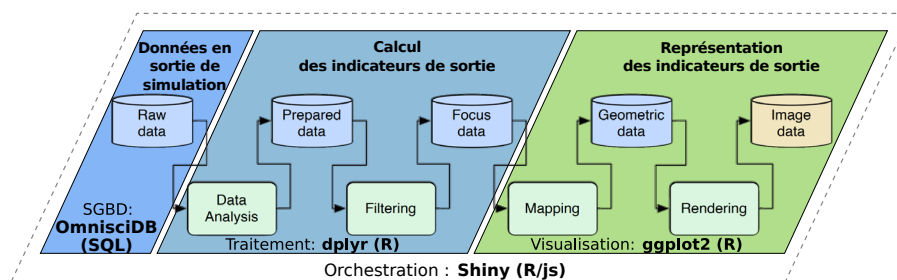 Données en
sortie de
simulation
Calcul
des indicateurs de sortie
Représentation
des indicateurs de sortie
Raw
data
Prepared
data
Focus
data
Geometric
data
Image
data
Data
Analysis
Filtering
Mapping
Rendering
SGBD:
OmnisciDB
(SQL)
Traitement: dplyr (R)
Visualisation: ggplot2 (R)
Orchestration : Shiny (R/js)